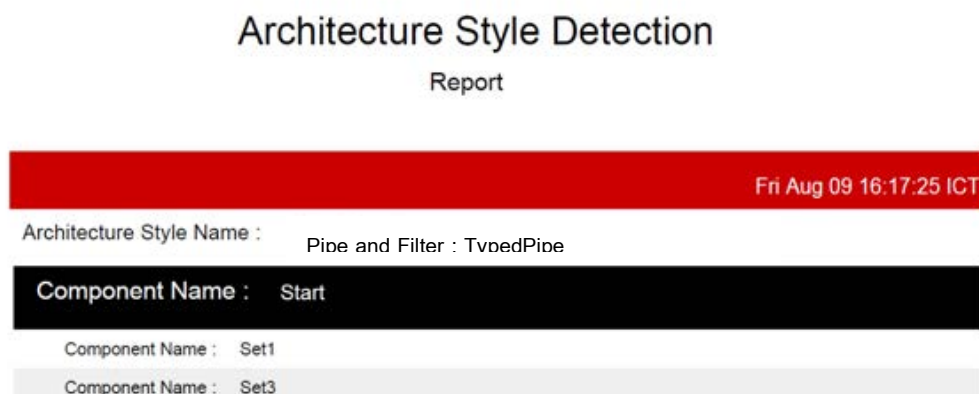 Architecture Style Detection
Report
Fri Aug 09 16:17:25 ICT
Architecture Style Name : Pipe and Filter : TypedPipe
Component Name : Start
Component Name : Set1
Component Name : Set3